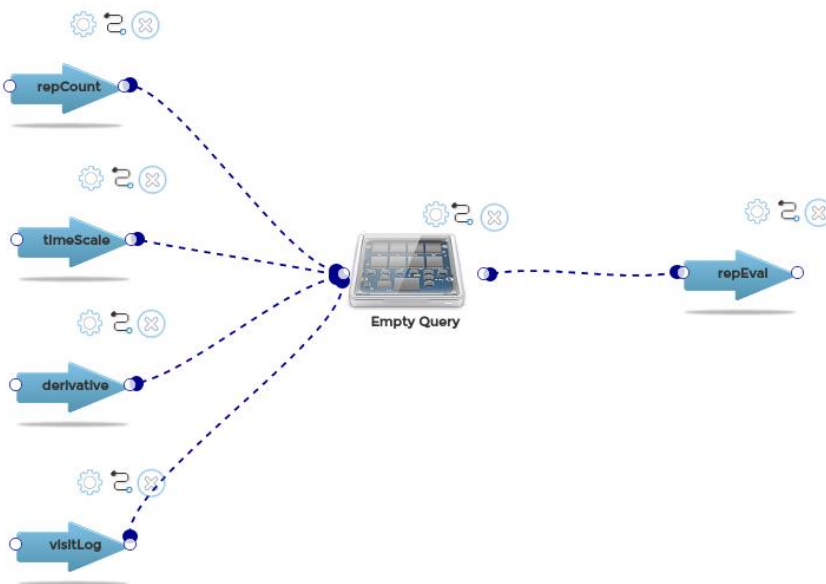 repCount
timeScale
derivative
visitLog
Empty Query
repEval